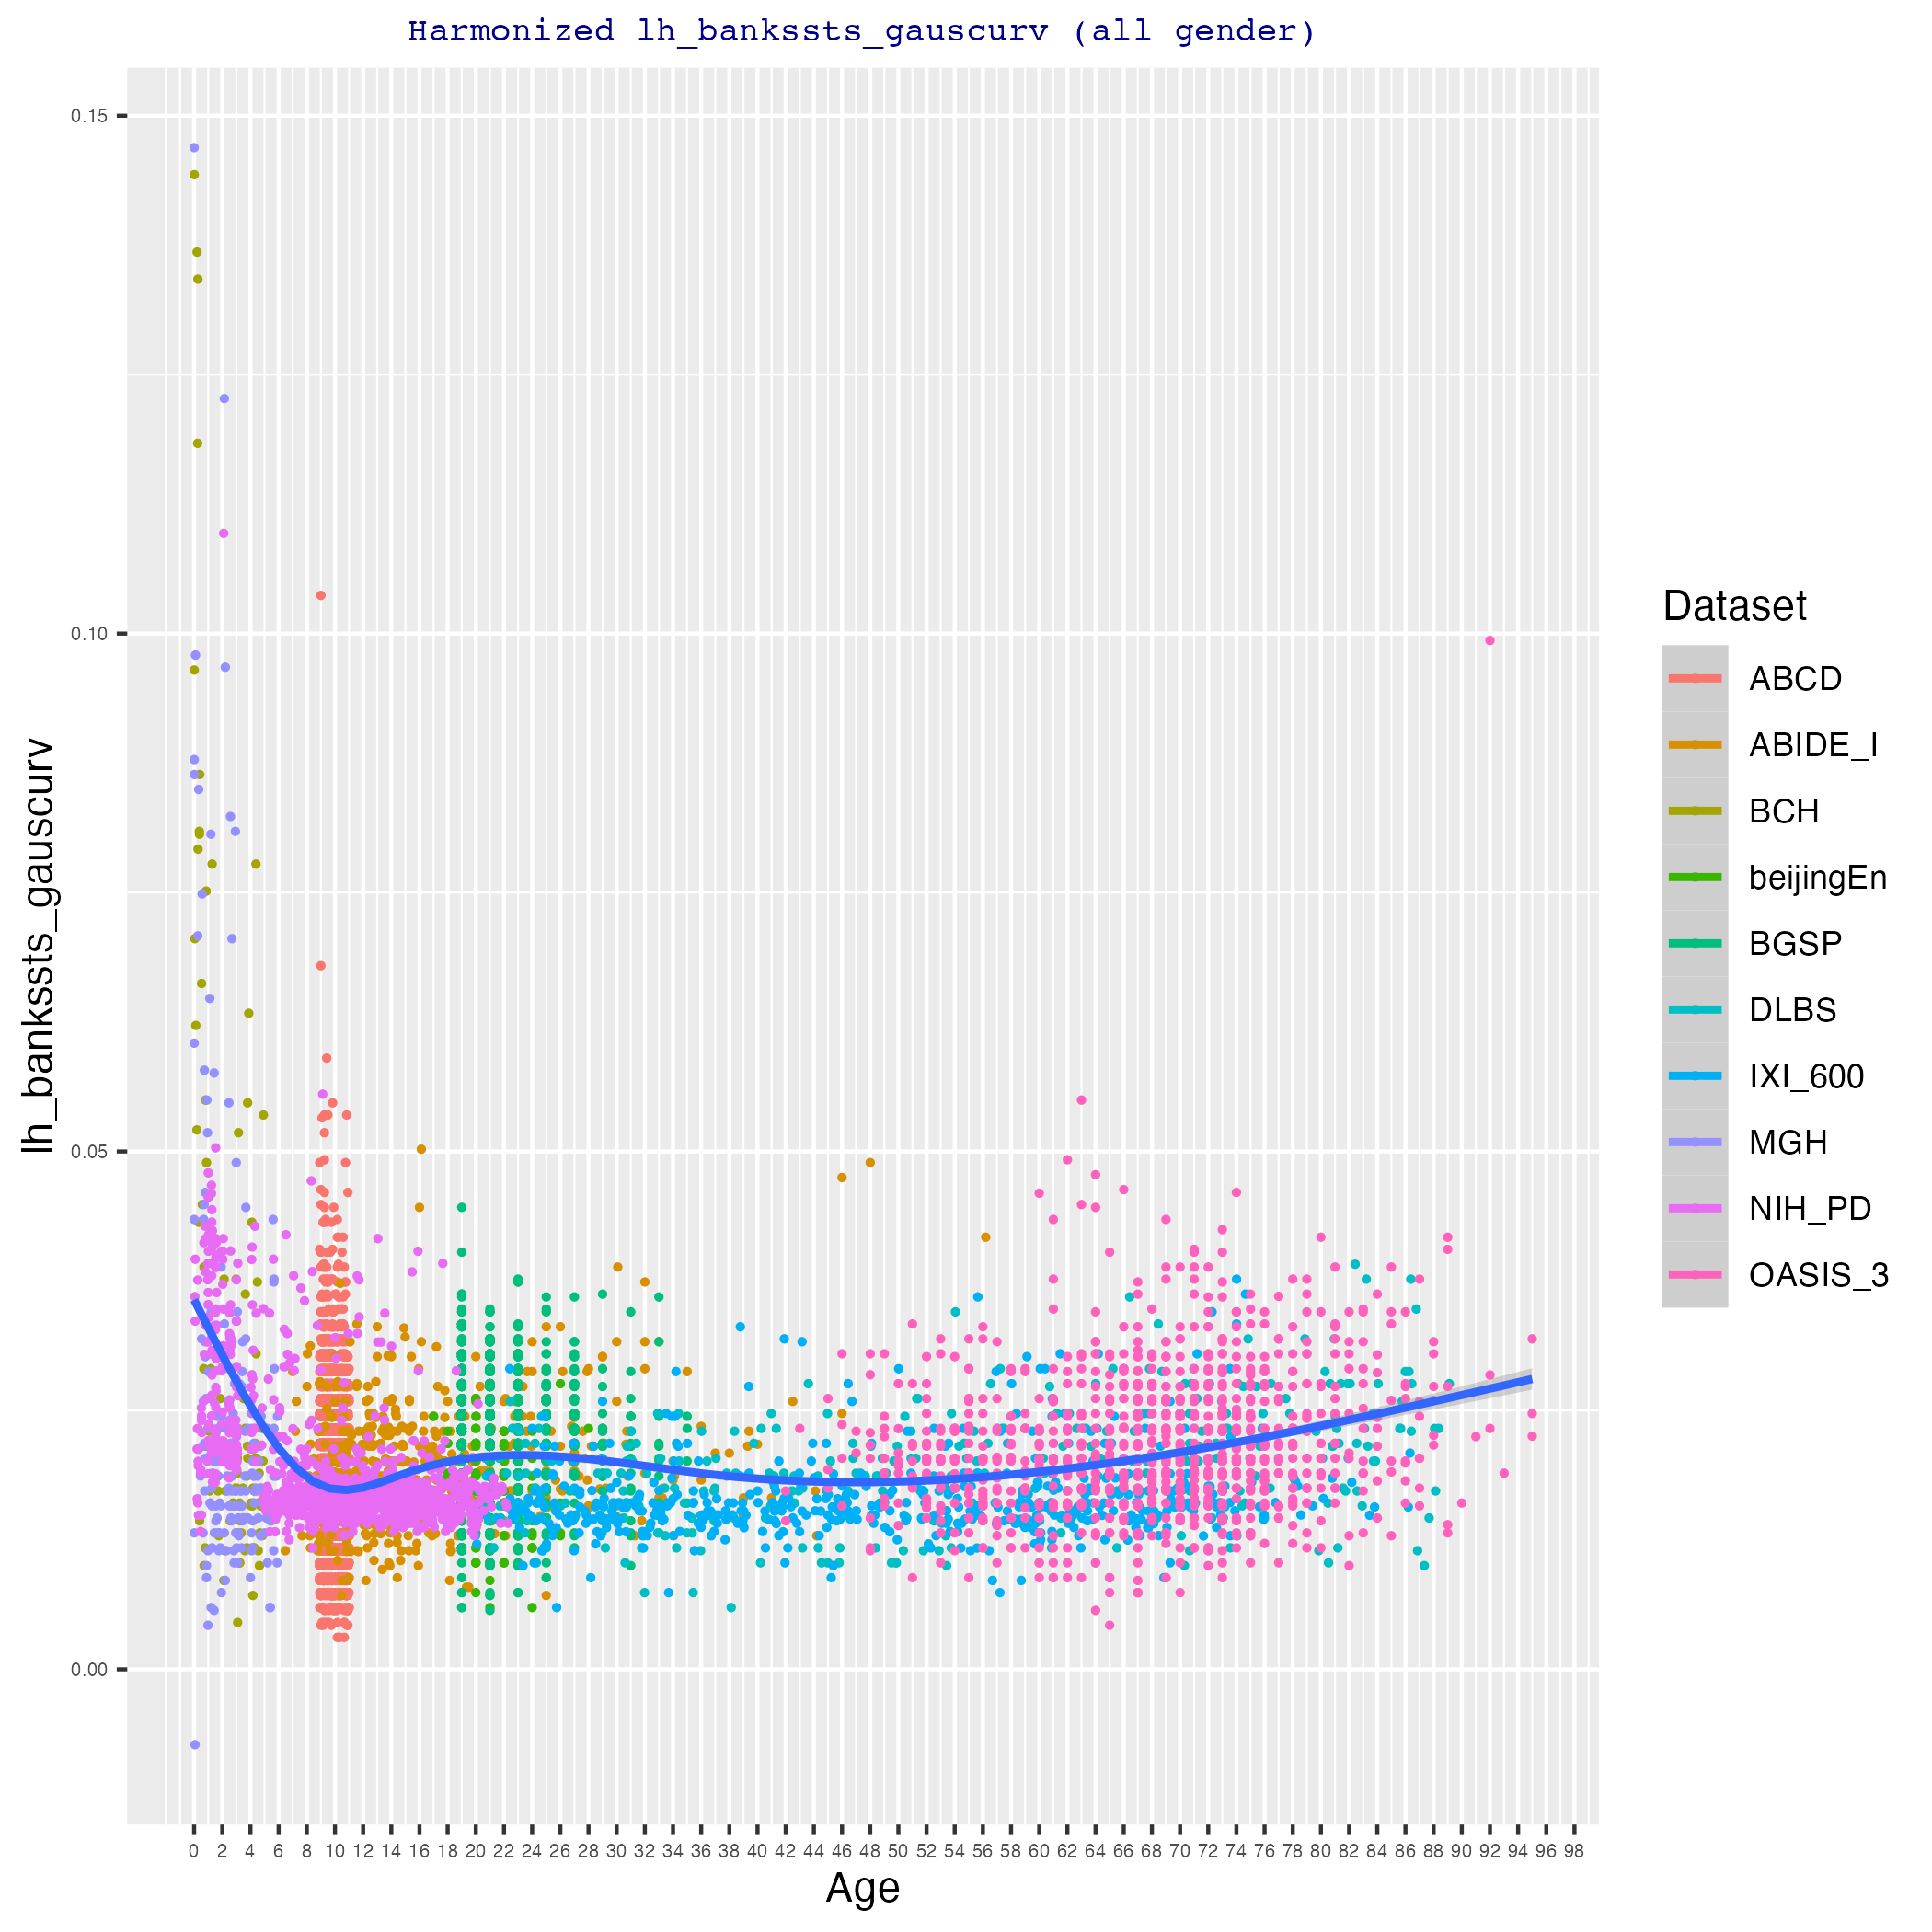 Harmonized lh_bankssts_gauscurv (all gender)
0.15
0.10
0.05
0.00
lh_bankssts_gauscurv
0 2 4 6 8 10 12 14 16 18 20 22 24 26 28 30 32 34 36 38 40 42 44 46 48 50 52 54 56 58 60 62 64 66 68 70 72 74 76 78 80 82 84 86 88 90 92 94 96 98
Age
Dataset
ABCD
ABIDE_I
BCH
beijingEn
BGSP
DLBS
IXI_600
MGH
NIH_PD
OASIS_3